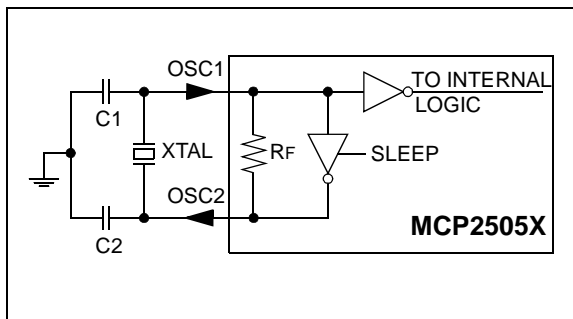 OSC1
TO INTERNAL
LOGIC
C1
XTAL
RF
SLEEP
OSC2
MCP2505X
C2